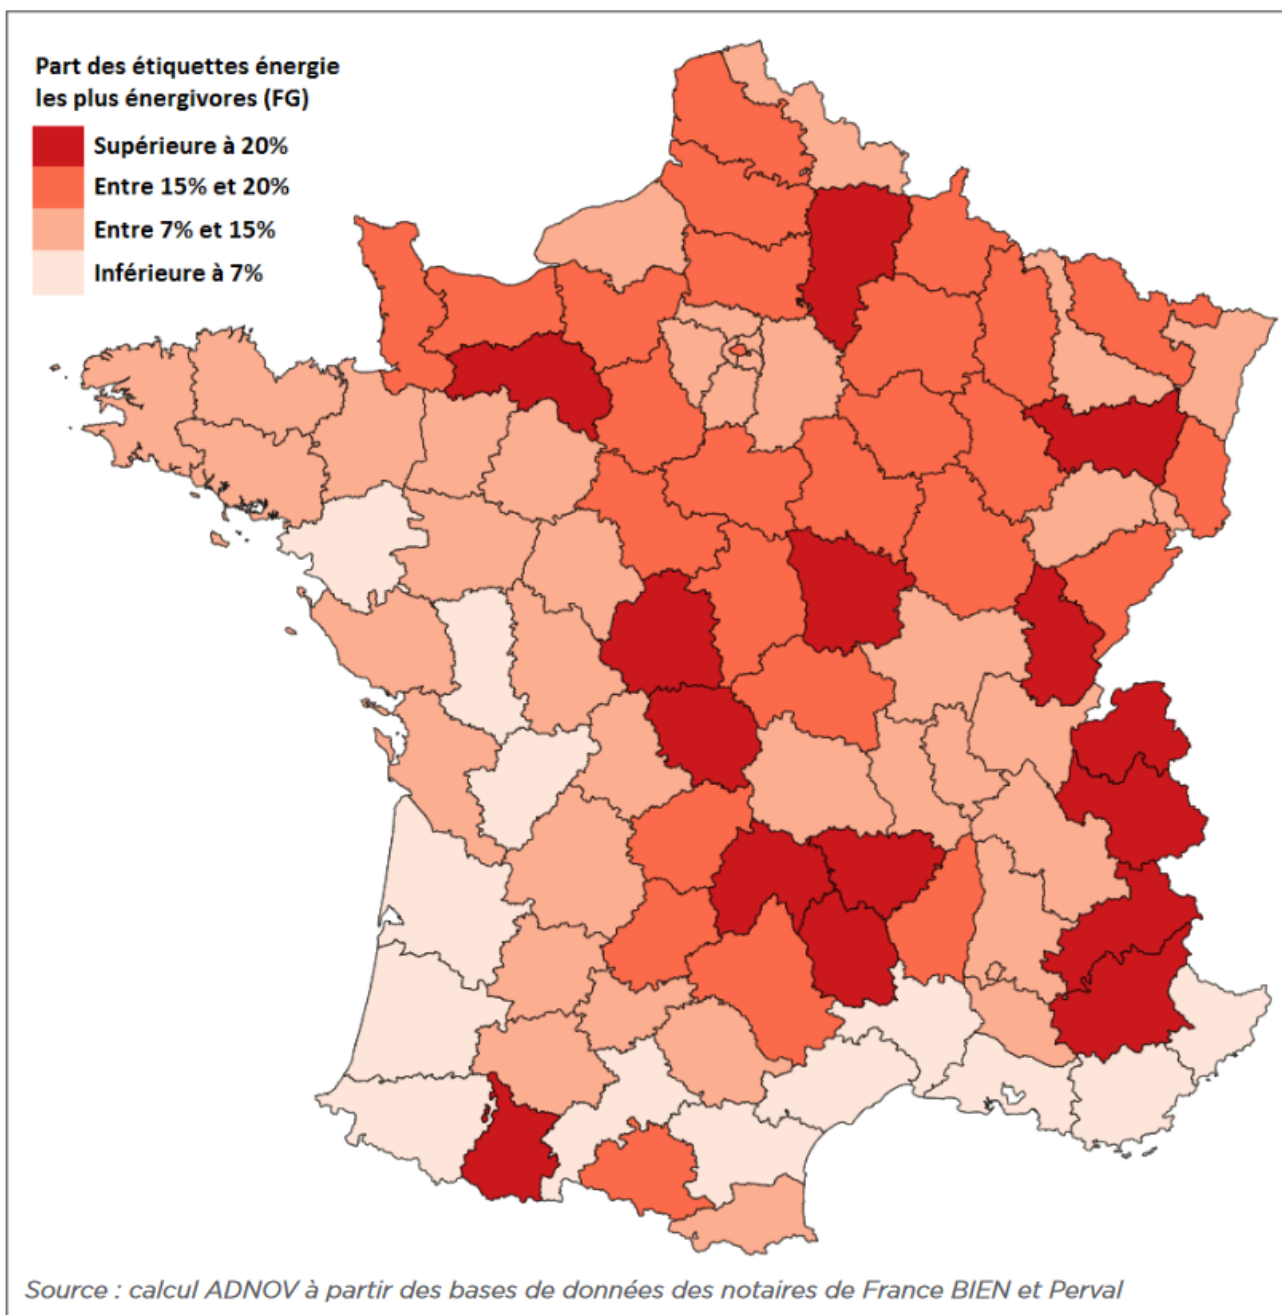 Part des étiquettes énergie
les plus énergivores (FG)
Supérieure à 20%
Entre 15% et 20%
Entre 7% et 15%
Inférieure à 7%
Source : calcul ADNOV à partir des bases de données des notaires de France BIEN et Perval